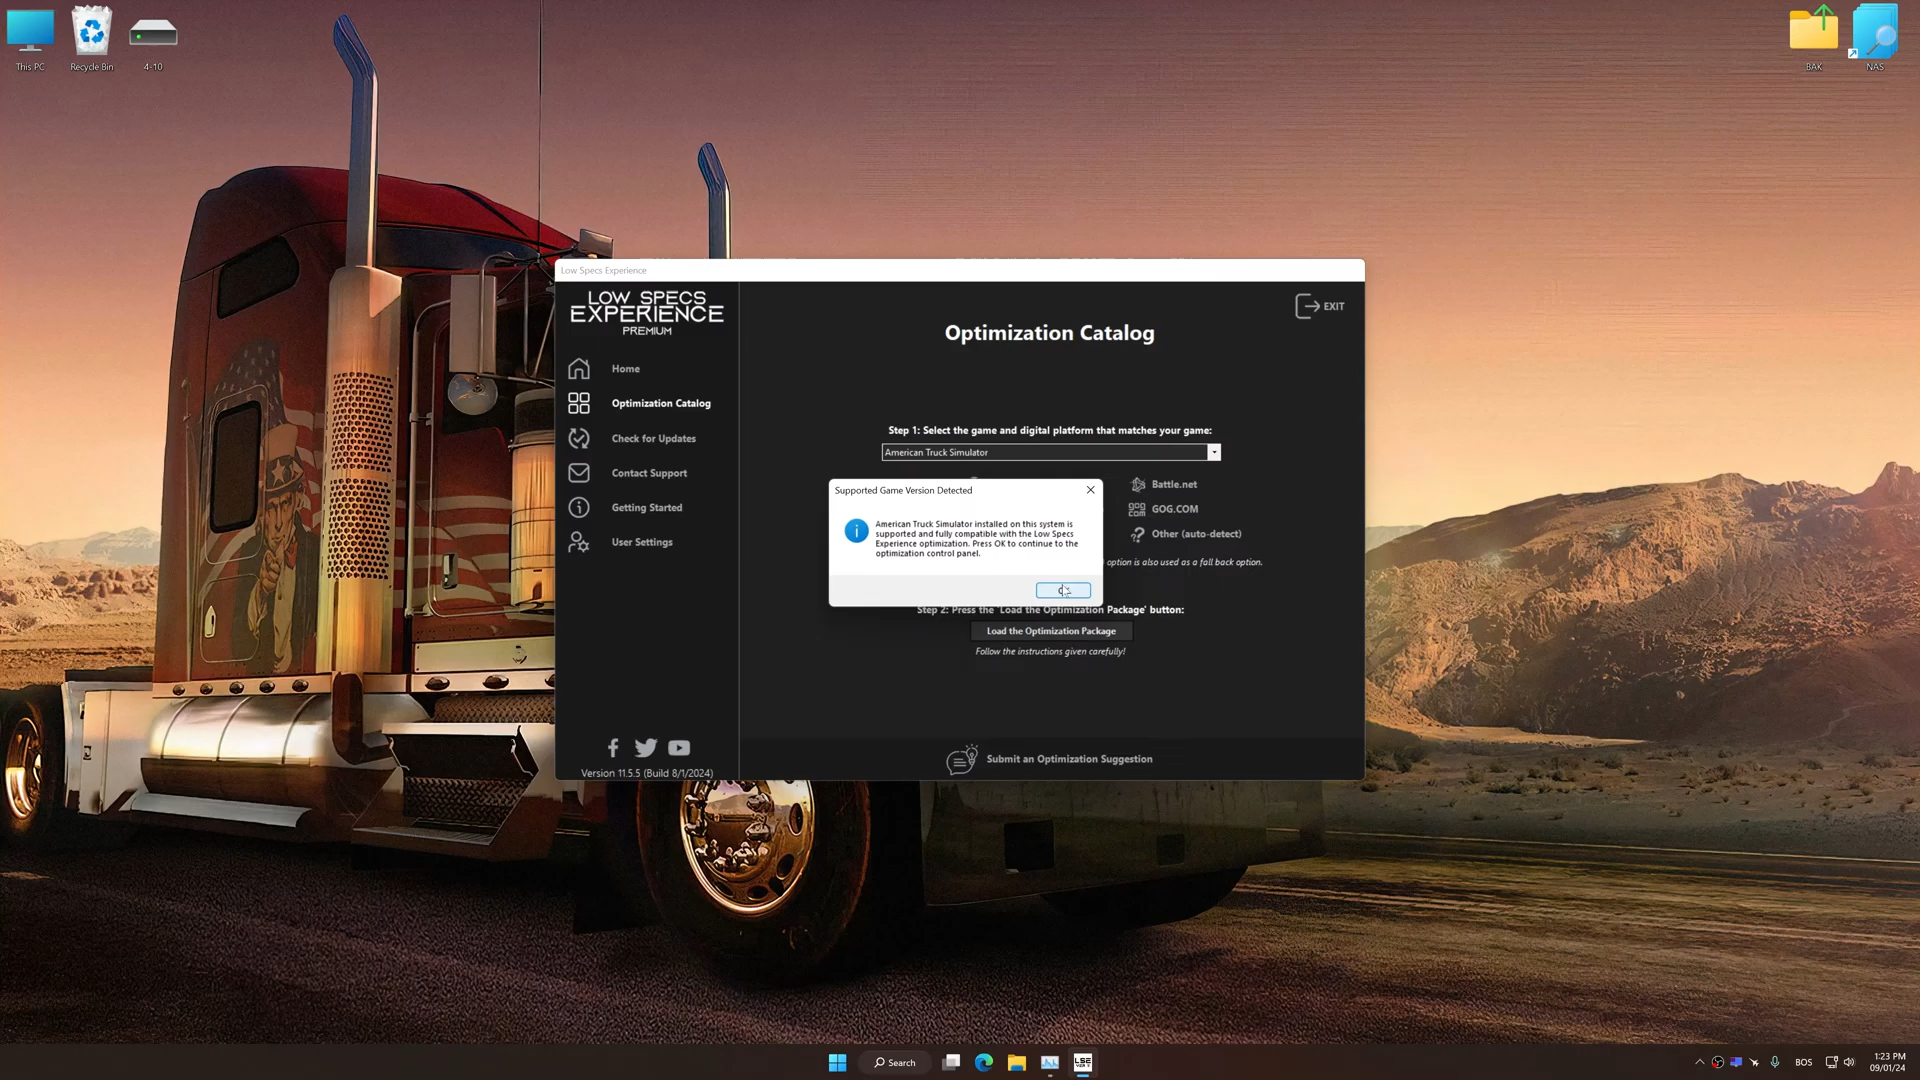 This PC
Recycle Bin
4-10
BAK
NAS
Low Specs Experience
LOW SPECS
EXPERIENCE
PREMIUM
EXIT
Optimization Catalog
Home
Optimization Catalog
Check for Updates
Contact Support
Getting Started
User Settings
Step 1: Select the game and digital platform that matches your game:
American Truck Simulator
Battle.net
GOG.COM
Other (auto-detect)
option is also used as a fall back option.
Supported Game Version Detected
American Truck Simulator installed on this system is
supported and fully compatible with the Low Specs
Experience optimization. Press OK to continue to the
optimization control panel.
Step 2: Press the 'Load the Optimization Package' button:
Load the Optimization Package
Follow the instructions given carefully!
Submit an Optimization Suggestion
Version 11.5.5 (Build 8/1/2024)
Search
LSE
BOS
1:23 PM
09/01/24